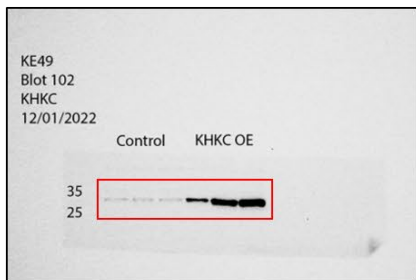 KE49
Blot 102
KHKC
12/01/2022
Control KHKC OE
35
25